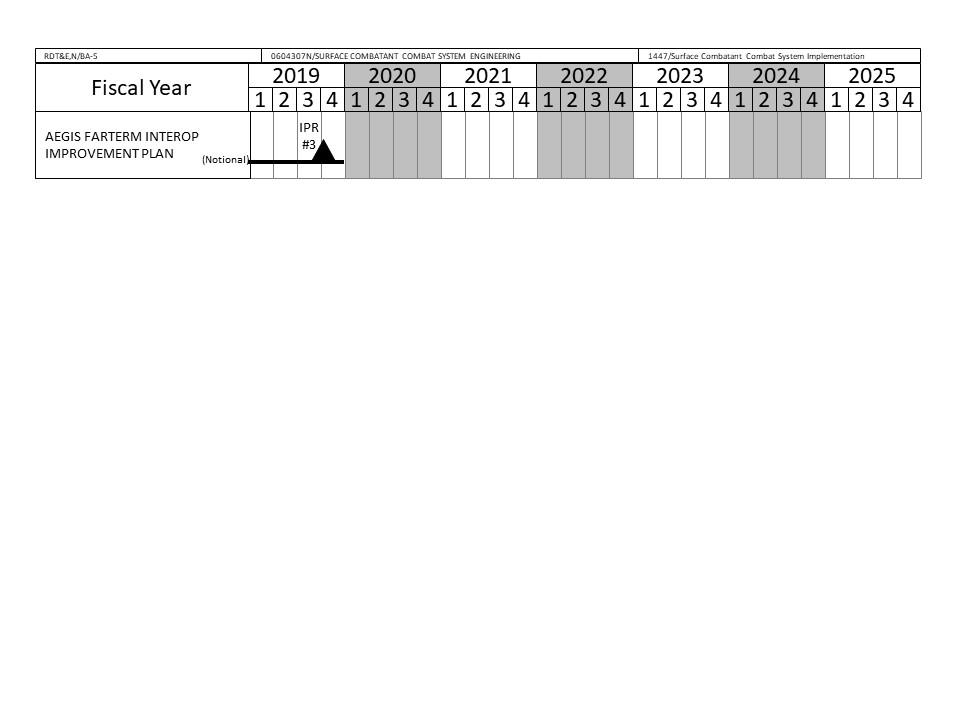 RDT&E,N/BA-5 0604307N/SURFACE COMBATANT COMBAT SYSTEM ENGINEERING 1447/Surface Combatant Combat System Implementation
Fiscal Year 2019 2020 2021 2022 2023 2024 2025
1 2 3 4 1 2 3 4 1 2 3 4 1 2 3 4 1 2 3 4 1 2 3 4 1 2 3 4
AEGIS FARTERM INTEROP
IMPROVEMENT PLAN
(Notional)
IPR
#3